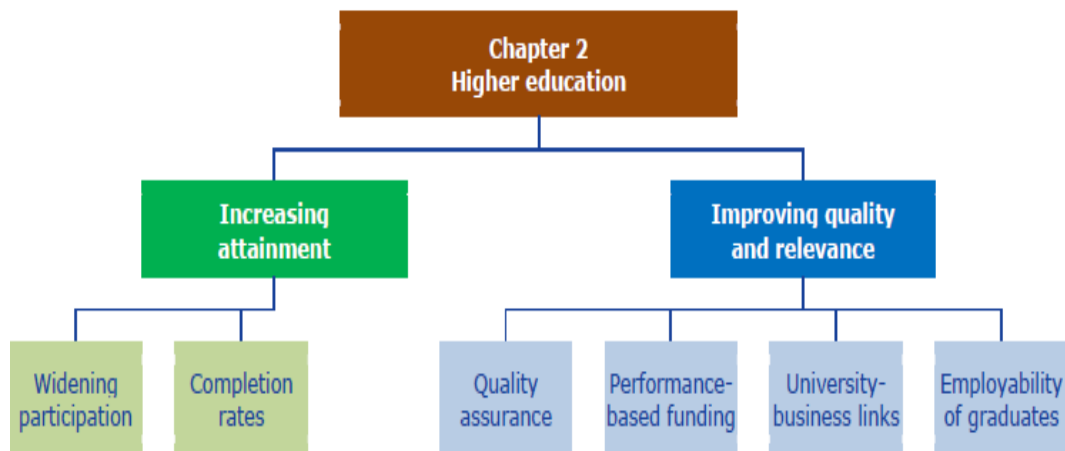 Chapter 2
Higher education
Increasing
attainment
Improving quality
and relevance
Widening
participation
Completion
rates
Quality
assurance
Performance-
based funding
University-
business links
Employability
of graduates